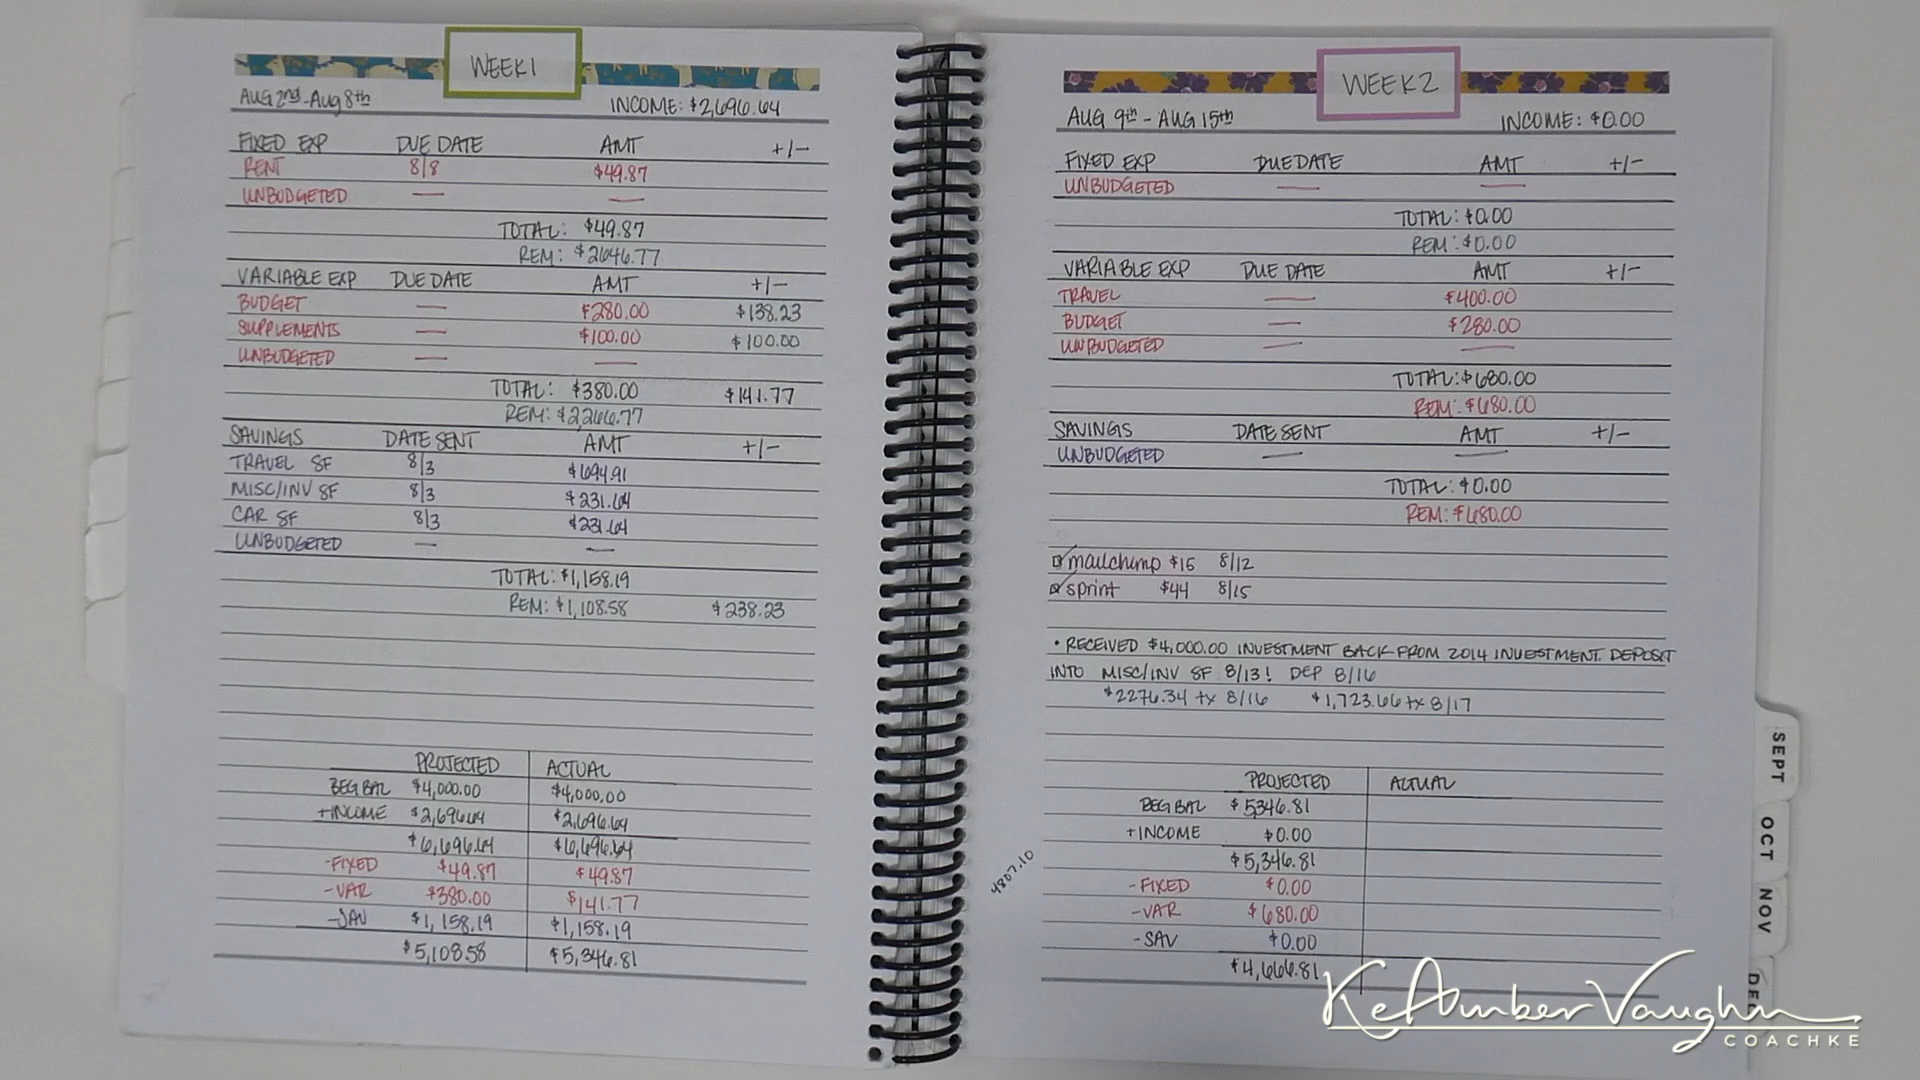 WEEK 1
AUG 2nd - AUG 8th INCOME: $2,696.64
FIXED EXP DUE DATE AMT +/-
RENT 8/8 $49.87
UNBUDGETED — —
TOTAL: $49.87
REM: $2646.77
VARIABLE EXP DUE DATE AMT +/-
BUDGET — $280.00 $138.23
SUPPLEMENTS — $100.00 $100.00
UNBUDGETED — —
TOTAL: $380.00 $141.77
REM: $2,266.77
SAVINGS DATE SENT AMT +/-
TRAVEL SF 8/3 $694.91
MISC/INV SF 8/3 $231.64
CAR SF 8/3 $231.64
UNBUDGETED — —
TOTAL: $1,158.19
REM: $1,108.58 $238.23
PROJECTED ACTUAL
BEG BAL $4,000.00 $4,000.00
+INCOME $2,696.64 $2,696.64
$6,696.64 $6,696.64
-FIXED $49.87 $49.87
-VAR $380.00 $141.77
-SAV $1,158.19 $1,158.19
$5,108.58 $5,346.81
WEEK 2
AUG 9th - AUG 15th INCOME: $0.00
FIXED EXP DUE DATE AMT +/-
UNBUDGETED — —
TOTAL: $0.00
REM: $0.00
VARIABLE EXP DUE DATE AMT +/-
TRAVEL — $400.00
BUDGET — $280.00
UNBUDGETED — —
TOTAL: $680.00
REM: -$680.00
SAVINGS DATE SENT AMT +/-
UNBUDGETED — —
TOTAL: $0.00
REM: -$680.00
mailchimp $15 8/12
sprint $44 8/15
• RECEIVED $4,000.00 INVESTMENT BACK FROM 2014 INVESTMENT. DEPOSIT
INTO MISC/INV SF 8/13! DEP 8/16
$2276.34 tx 8/16 $1,723.66 tx 8/17
PROJECTED ACTUAL
BEG BAL $5346.81
+INCOME $0.00
$5,346.81
-FIXED $0.00
-VAR $680.00
-SAV $0.00
$4,666.81
4807.10
SEPT
OCT
NOV
DE
KeAmber Vaughn
COACHKE